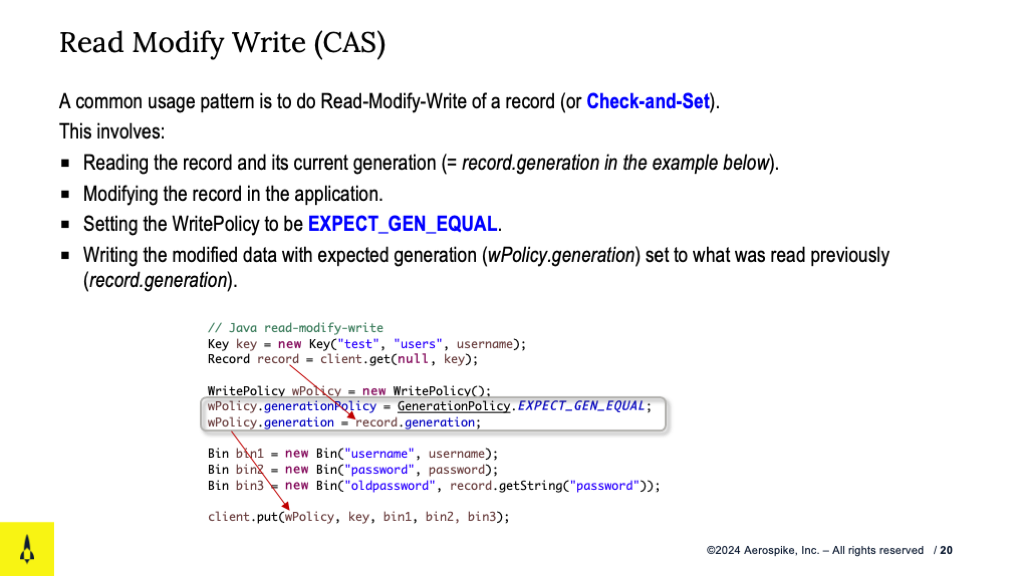 Read Modify Write (CAS)
A common usage pattern is to do Read-Modify-Write of a record (or Check-and-Set).
This involves:
▪ Reading the record and its current generation (= record.generation in the example below).
▪ Modifying the record in the application.
▪ Setting the WritePolicy to be EXPECT_GEN_EQUAL.
▪ Writing the modified data with expected generation (wPolicy.generation) set to what was read previously
(record.generation).
// Java read-modify-write
Key key = new Key("test", "users", username);
Record record = client.get(null, key);
WritePolicy wPolicy = new WritePolicy();
wPolicy.generationPolicy = GenerationPolicy.EXPECT_GEN_EQUAL;
wPolicy.generation = record.generation;
Bin bin1 = new Bin("username", username);
Bin bin2 = new Bin("password", password);
Bin bin3 = new Bin("oldpassword", record.getString("password"));
client.put(wPolicy, key, bin1, bin2, bin3);
©2024 Aerospike, Inc. – All rights reserved / 20